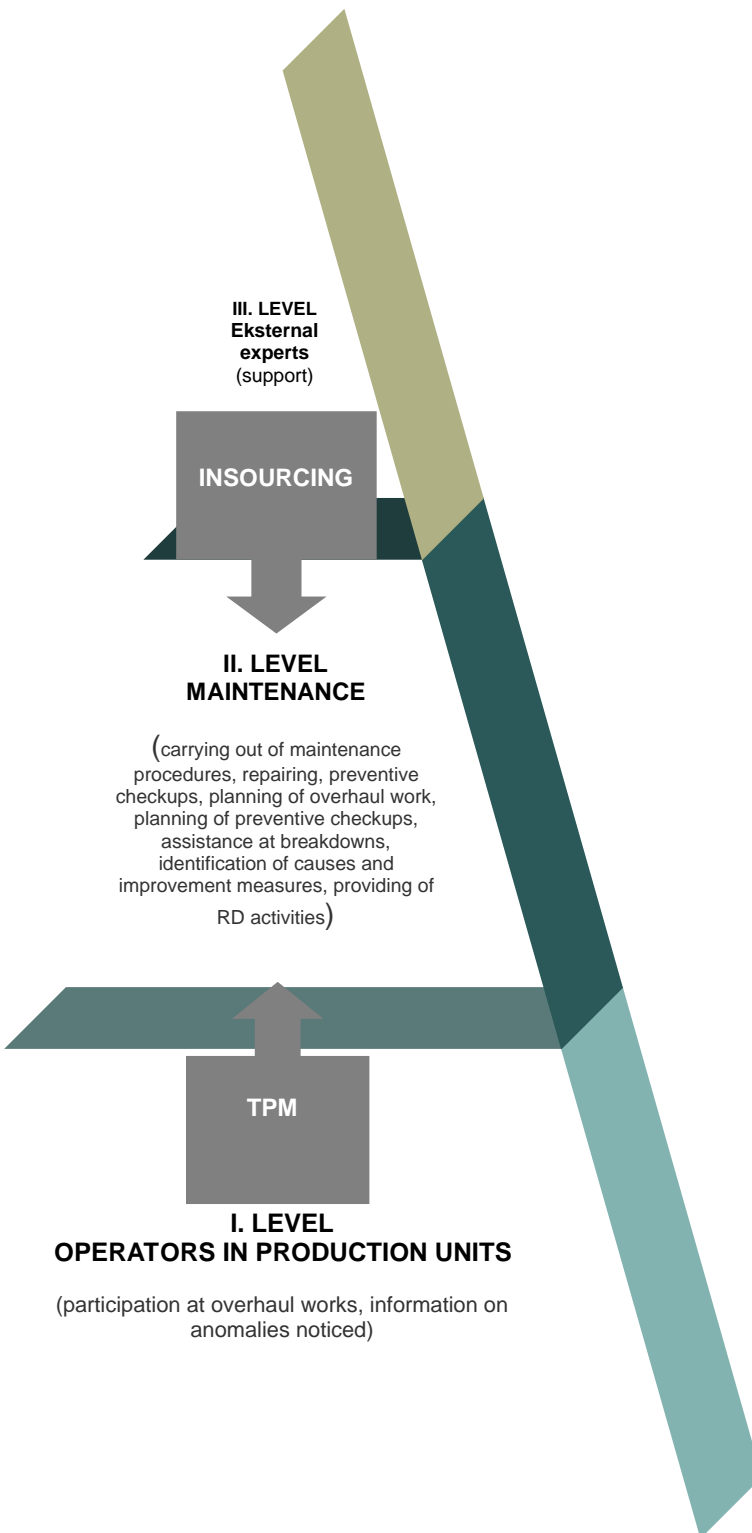 III. LEVEL
Eksternal
experts
(support)
INSOURCING
II. LEVEL
MAINTENANCE
(carrying out of maintenance
procedures, repairing, preventive
checkups, planning of overhaul work,
planning of preventive checkups,
assistance at breakdowns,
identification of causes and
improvement measures, providing of
RD activities)
TPM
I. LEVEL
OPERATORS IN PRODUCTION UNITS
(participation at overhaul works, information on
anomalies noticed)